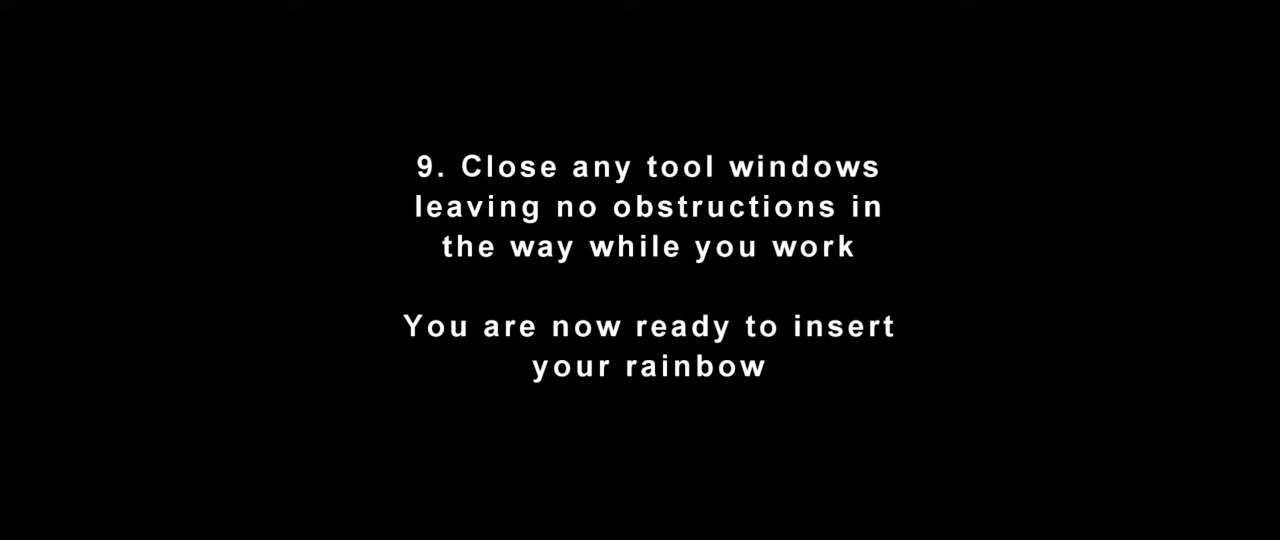 9. Close any tool windows
leaving no obstructions in
the way while you work
You are now ready to insert
your rainbow